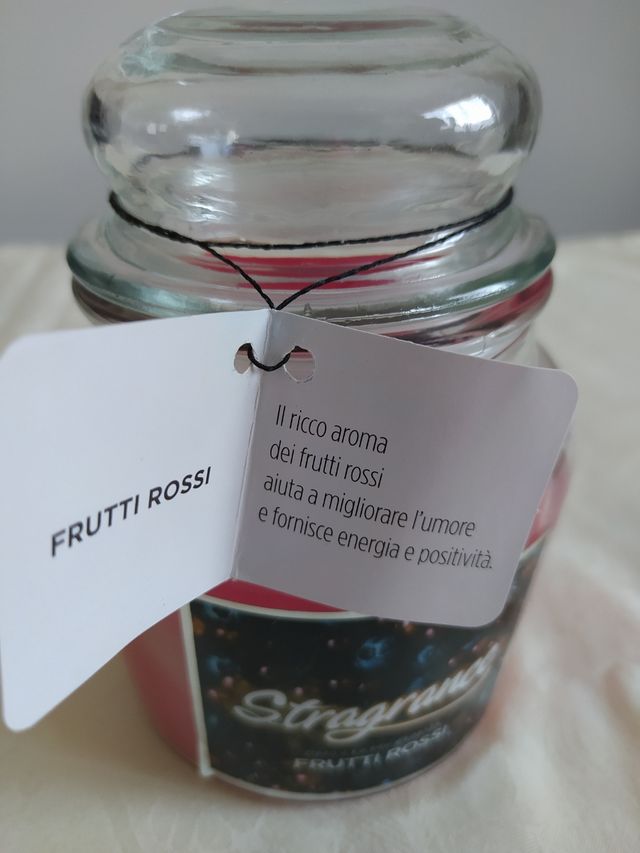 FRUTTI ROSSI
Il ricco aroma
dei frutti rossi
aiuta a migliorare l'umore
e fornisce energia e positività.
Stragrance
FRUTTI ROSSI